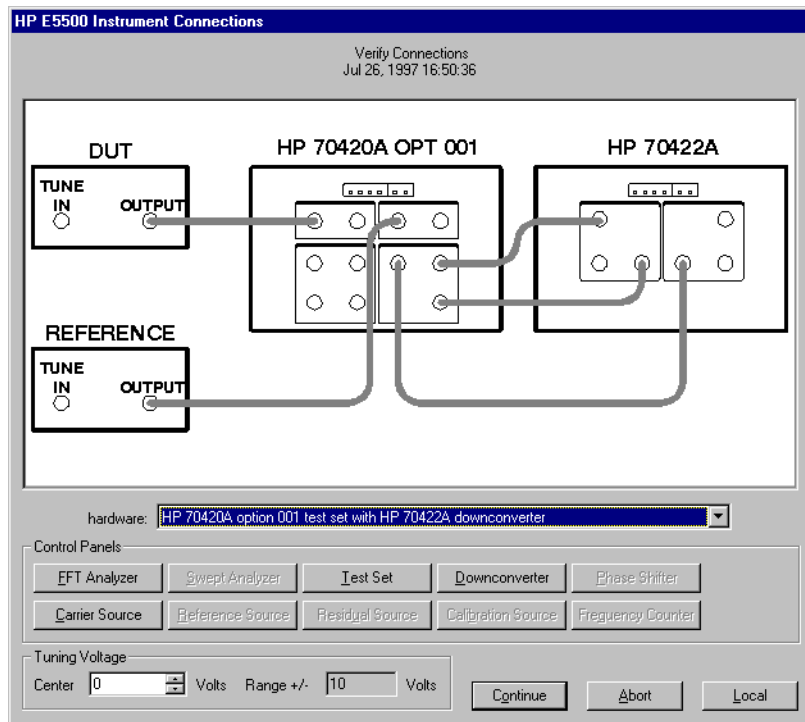 HP E5500 Instrument Connections
Verify Connections
Jul 26, 1997 16:50:36
DUT
HP 70420A OPT 001
HP 70422A
TUNE
IN
OUTPUT
REFERENCE
TUNE
IN
OUTPUT
hardware: HP 70420A option 001 test set with HP 70422A downconverter
Control Panels
FFT Analyzer Swept Analyzer Test Set Downconverter Phase Shifter
Carrier Source Reference Source Residual Source Calibration Source Frequency Counter
Tuning Voltage
Center 0 Volts Range +/- 10 Volts
Continue Abort Local